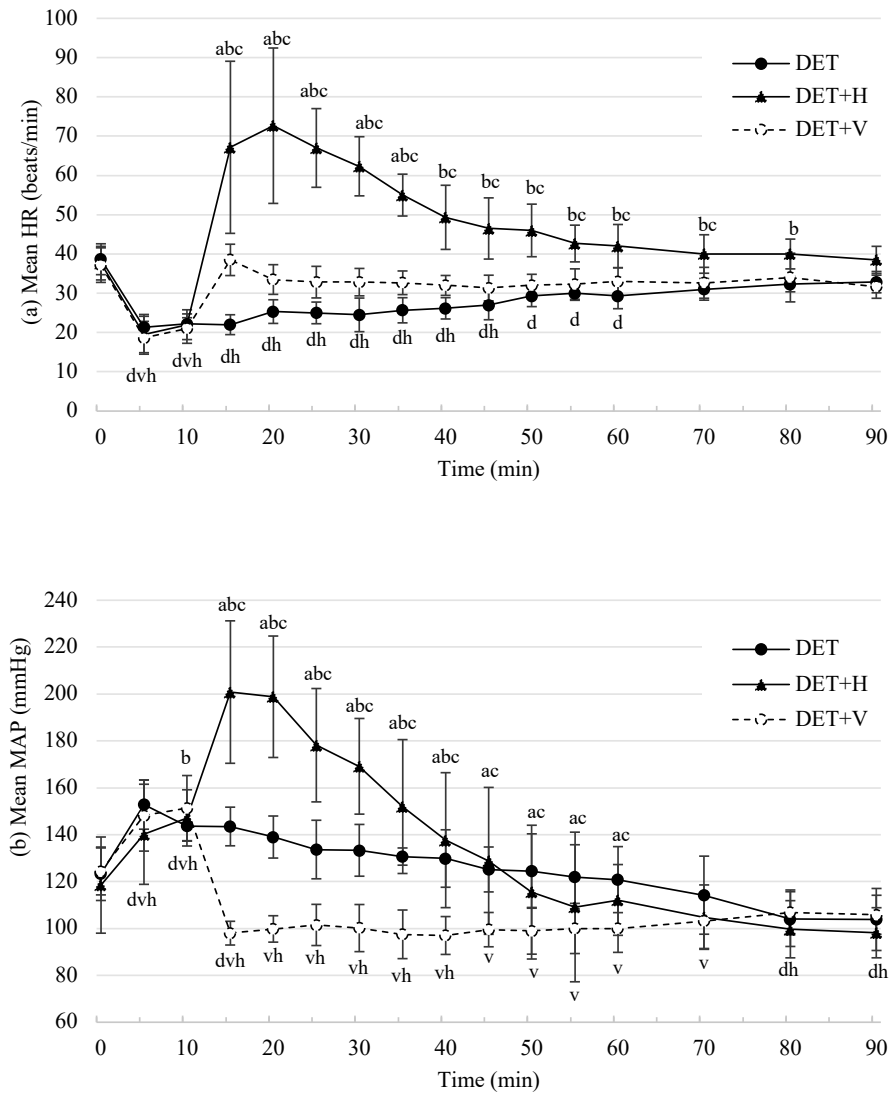 (a) Mean HR (beats/min)
100
90
80
70
60
50
40
30
20
10
0
abc abc abc abc abc bc bc bc bc bc bc b
DET
DET+H
DET+V
dvh dvh dh dh dh dh dh dh dh d d d
0 10 20 30 40 50 60 70 80 90
Time (min)
(b) Mean MAP (mmHg)
240
220
200
180
160
140
120
100
80
60
b abc abc abc abc abc abc ac ac ac ac
DET
DET+H
DET+V
dvh dvh dvh vh vh vh vh vh v v v v v dh dh
0 10 20 30 40 50 60 70 80 90
Time (min)